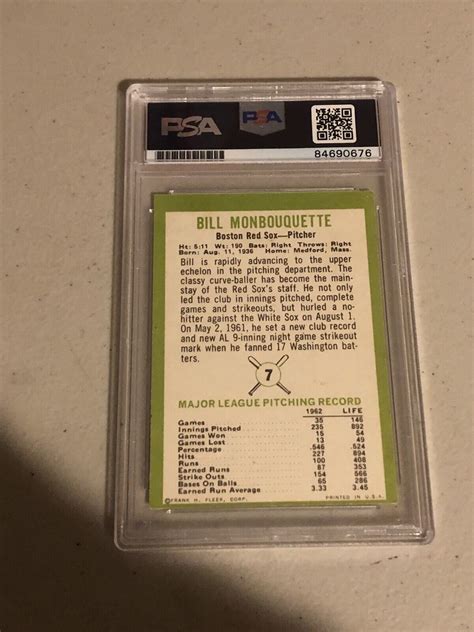 PSA
PSA
84690676
BILL MONBOUQUETTE
Boston Red Sox—Pitcher
Ht: 5:11 Wt: 190 Bats: Right Throws: Right
Born: Aug. 11, 1936 Home: Medford, Mass.
Bill is rapidly advancing to the upper
echelon in the pitching department. The
classy curve-baller has become the main-
stay of the Red Sox's staff. He not only
led the club in innings pitched, complete
games and strikeouts, but hurled a no-
hitter against the White Sox on August 1.
On May 2, 1961, he set a new club record
and new AL 9-inning night game strikeout
mark when he fanned 17 Washington bat-
ters.
7
MAJOR LEAGUE PITCHING RECORD
1962 LIFE
Games 35 146
Innings Pitched 235 892
Games Won 15 54
Games Lost 13 49
Percentage .546 .524
Hits 227 894
Runs 100 408
Earned Runs 87 353
Strike Outs 154 566
Bases On Balls 65 286
Earned Run Average 3.33 3.45
©FRANK H. FLEER, CORP. PRINTED IN U.S.A.